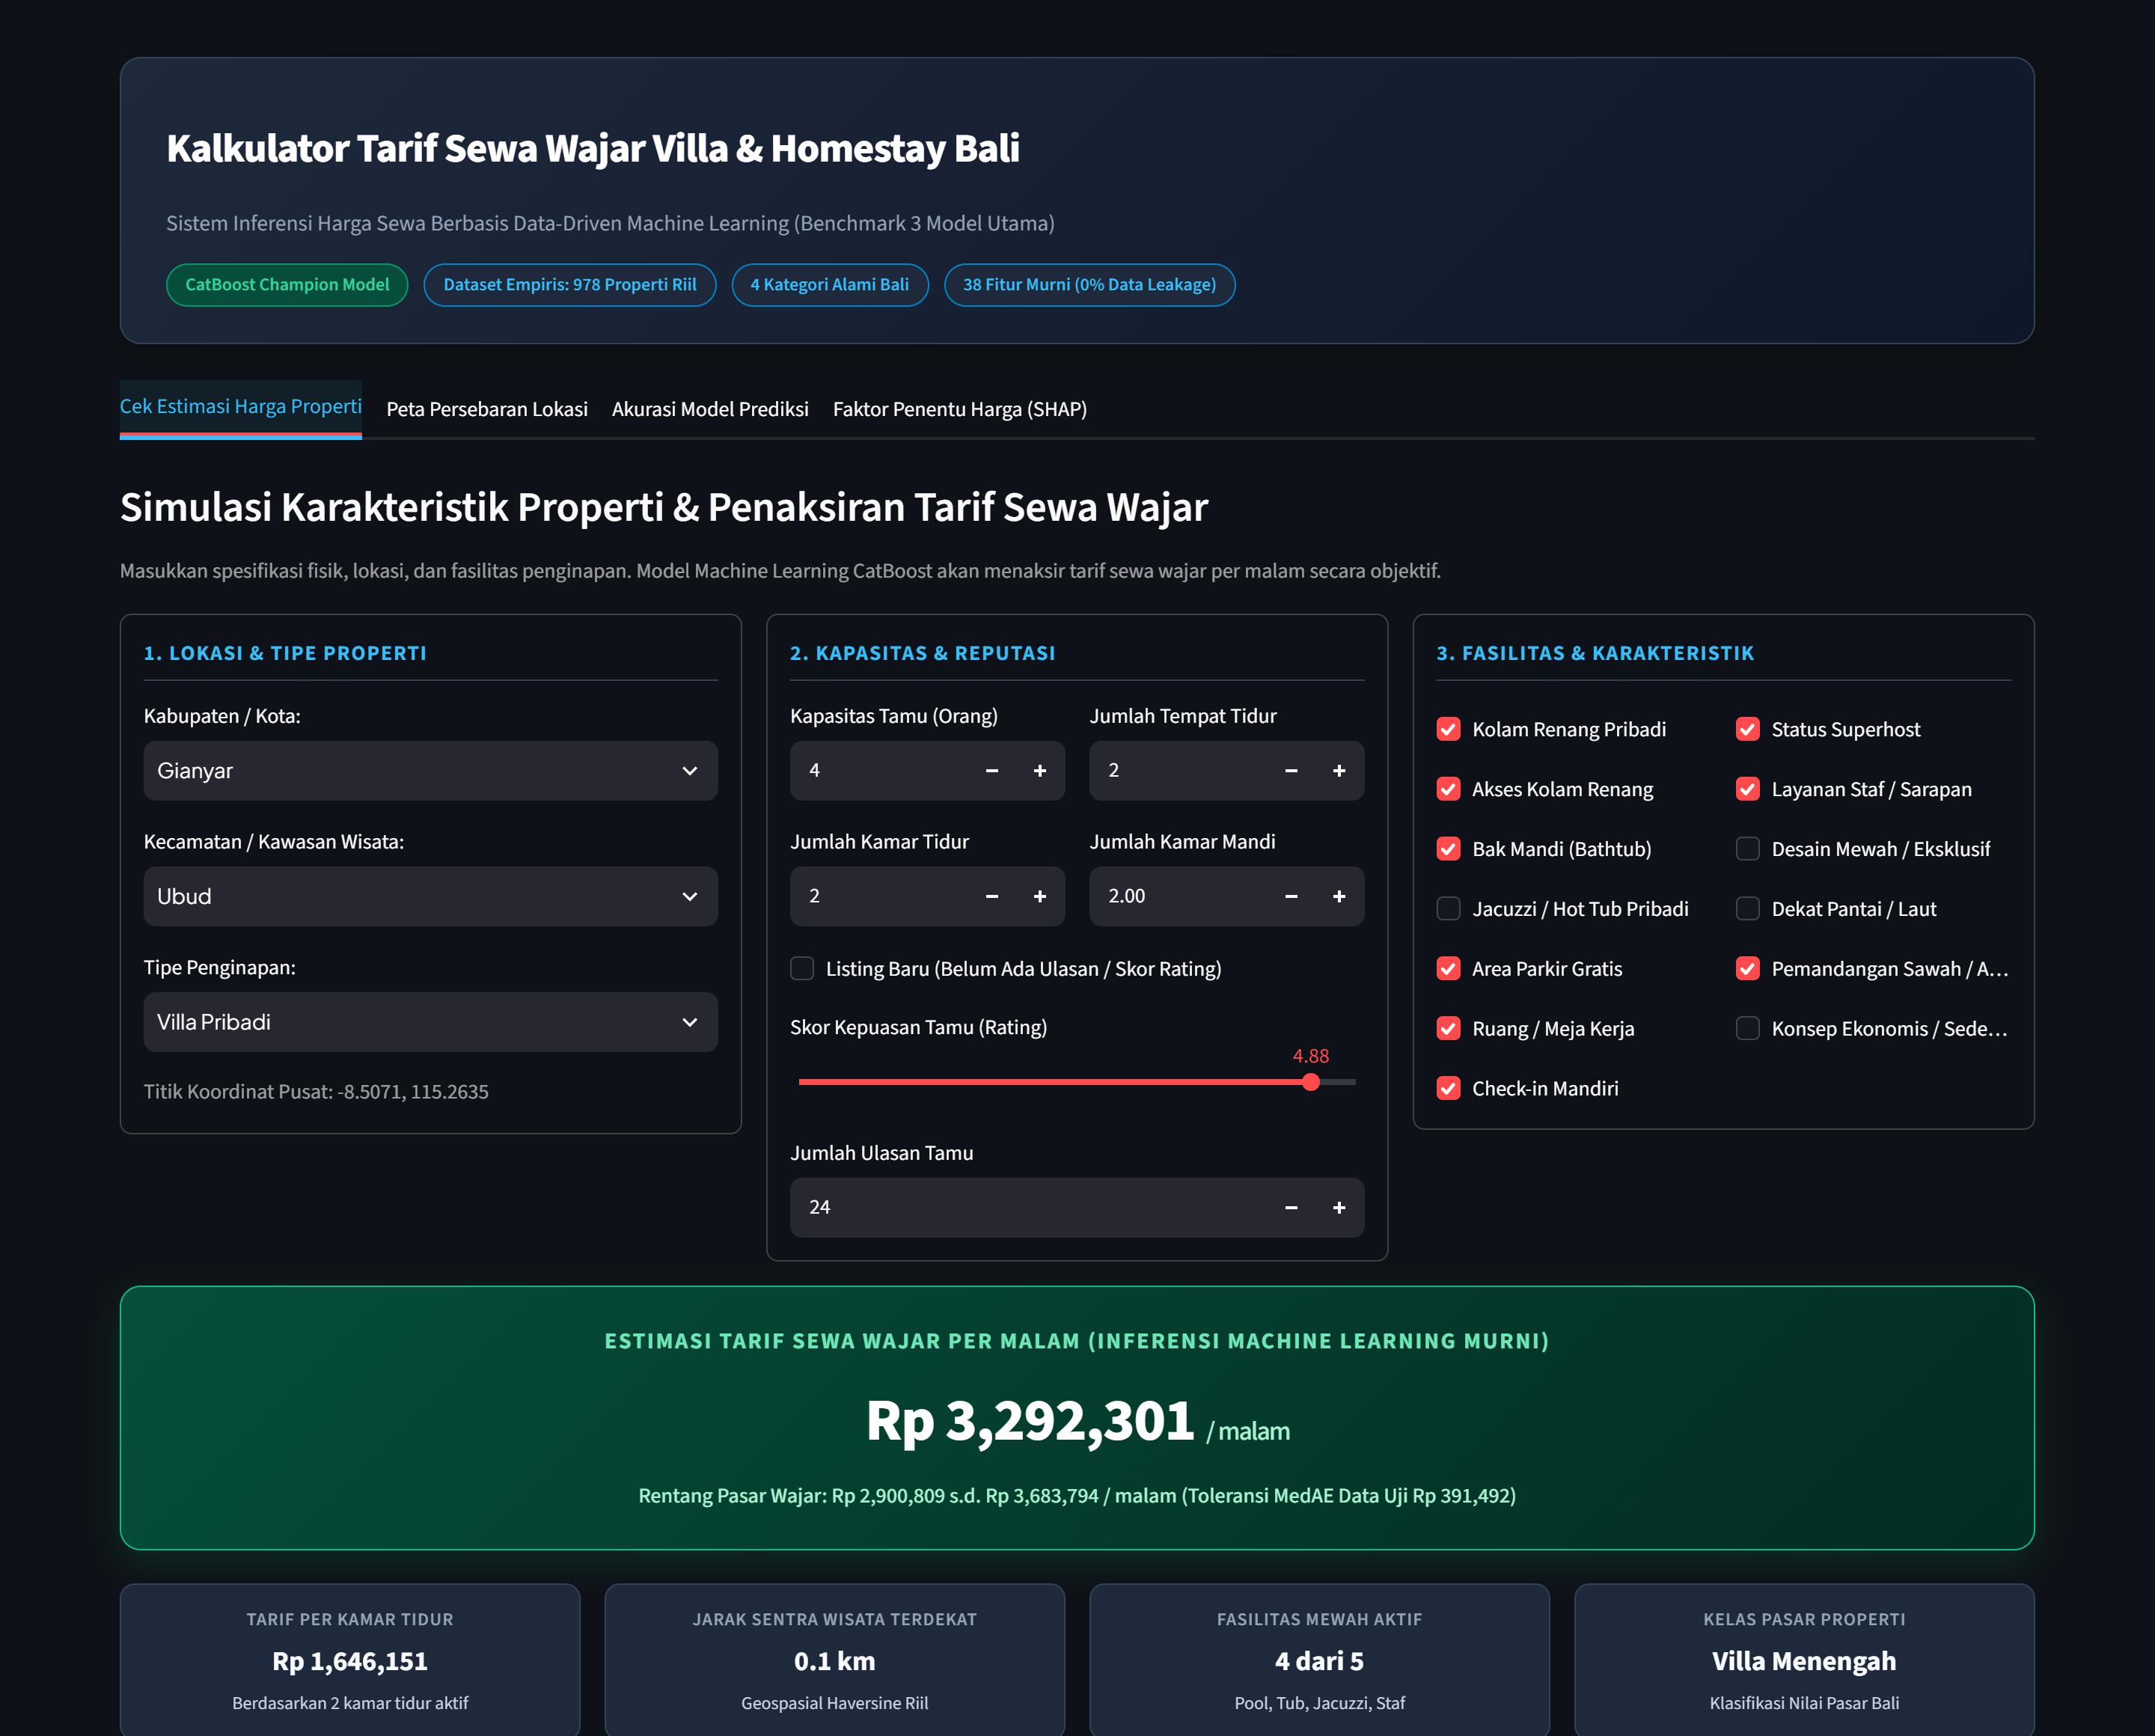 Kalkulator Tarif Sewa Wajar Villa & Homestay Bali
Sistem Inferensi Harga Sewa Berbasis Data-Driven Machine Learning (Benchmark 3 Model Utama)
CatBoost Champion Model
Dataset Empiris: 978 Properti Riil
4 Kategori Alami Bali
38 Fitur Murni (0% Data Leakage)
Cek Estimasi Harga Properti
Peta Persebaran Lokasi
Akurasi Model Prediksi
Faktor Penentu Harga (SHAP)
Simulasi Karakteristik Properti & Penaksiran Tarif Sewa Wajar
Masukkan spesifikasi fisik, lokasi, dan fasilitas penginapan. Model Machine Learning CatBoost akan menaksir tarif sewa wajar per malam secara objektif.
1. LOKASI & TIPE PROPERTI
Kabupaten / Kota:
Gianyar
Kecamatan / Kawasan Wisata:
Ubud
Tipe Penginapan:
Villa Pribadi
Titik Koordinat Pusat: -8.5071, 115.2635
2. KAPASITAS & REPUTASI
Kapasitas Tamu (Orang)
4
Jumlah Tempat Tidur
2
Jumlah Kamar Tidur
2
Jumlah Kamar Mandi
2.00
Listing Baru (Belum Ada Ulasan / Skor Rating)
Skor Kepuasan Tamu (Rating)
4.88
Jumlah Ulasan Tamu
24
3. FASILITAS & KARAKTERISTIK
Kolam Renang Pribadi
Akses Kolam Renang
Bak Mandi (Bathtub)
Jacuzzi / Hot Tub Pribadi
Area Parkir Gratis
Ruang / Meja Kerja
Check-in Mandiri
Status Superhost
Layanan Staf / Sarapan
Desain Mewah / Eksklusif
Dekat Pantai / Laut
Pemandangan Sawah / A...
Konsep Ekonomis / Sede...
ESTIMASI TARIF SEWA WAJAR PER MALAM (INFERENSI MACHINE LEARNING MURNI)
Rp 3,292,301 / malam
Rentang Pasar Wajar: Rp 2,900,809 s.d. Rp 3,683,794 / malam (Toleransi MedAE Data Uji Rp 391,492)
TARIF PER KAMAR TIDUR
Rp 1,646,151
Berdasarkan 2 kamar tidur aktif
JARAK SENTRA WISATA TERDEKAT
0.1 km
Geospasial Haversine Riil
FASILITAS MEWAH AKTIF
4 dari 5
Pool, Tub, Jacuzzi, Staf
KELAS PASAR PROPERTI
Villa Menengah
Klasifikasi Nilai Pasar Bali